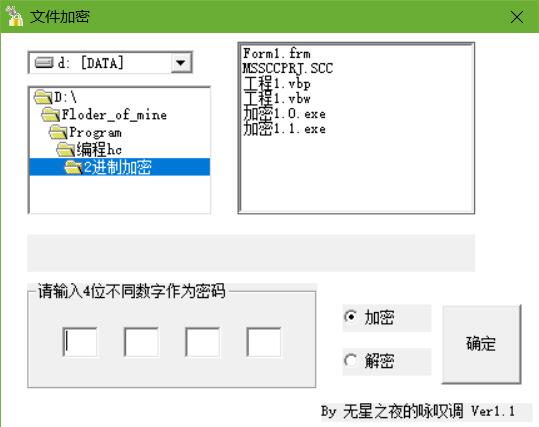 文件加密
d: [DATA]
D:\
Floder_of_mine
Program
编程hc
2进制加密
Form1.frm
MSSCCPRJ.SCC
工程1.vbp
工程1.vbw
加密1.0.exe
加密1.1.exe
请输入4位不同数字作为密码
加密
解密
确定
By 无星之夜的咏叹调 Ver1.1